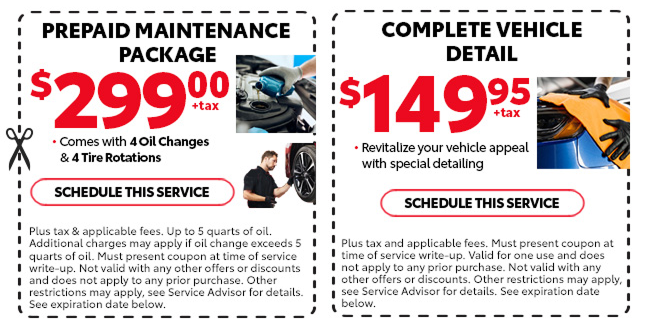 PREPAID MAINTENANCE
PACKAGE
$299.00
+tax
• Comes with 4 Oil Changes
& 4 Tire Rotations
SCHEDULE THIS SERVICE
Plus tax & applicable fees. Up to 5 quarts of oil.
Additional charges may apply if oil change exceeds 5
quarts of oil. Must present coupon at time of service
write-up. Not valid with any other offers or discounts
and does not apply to any prior purchase. Other
restrictions may apply, see Service Advisor for details.
See expiration date below.
COMPLETE VEHICLE
DETAIL
$149.95
+tax
• Revitalize your vehicle appeal
with special detailing
SCHEDULE THIS SERVICE
Plus tax and applicable fees. Must present coupon at
time of service write-up. Valid for one use and does
not apply to any prior purchase. Not valid with any
other offers or discounts. Other restrictions may apply,
see Service Advisor for details. See expiration date
below.